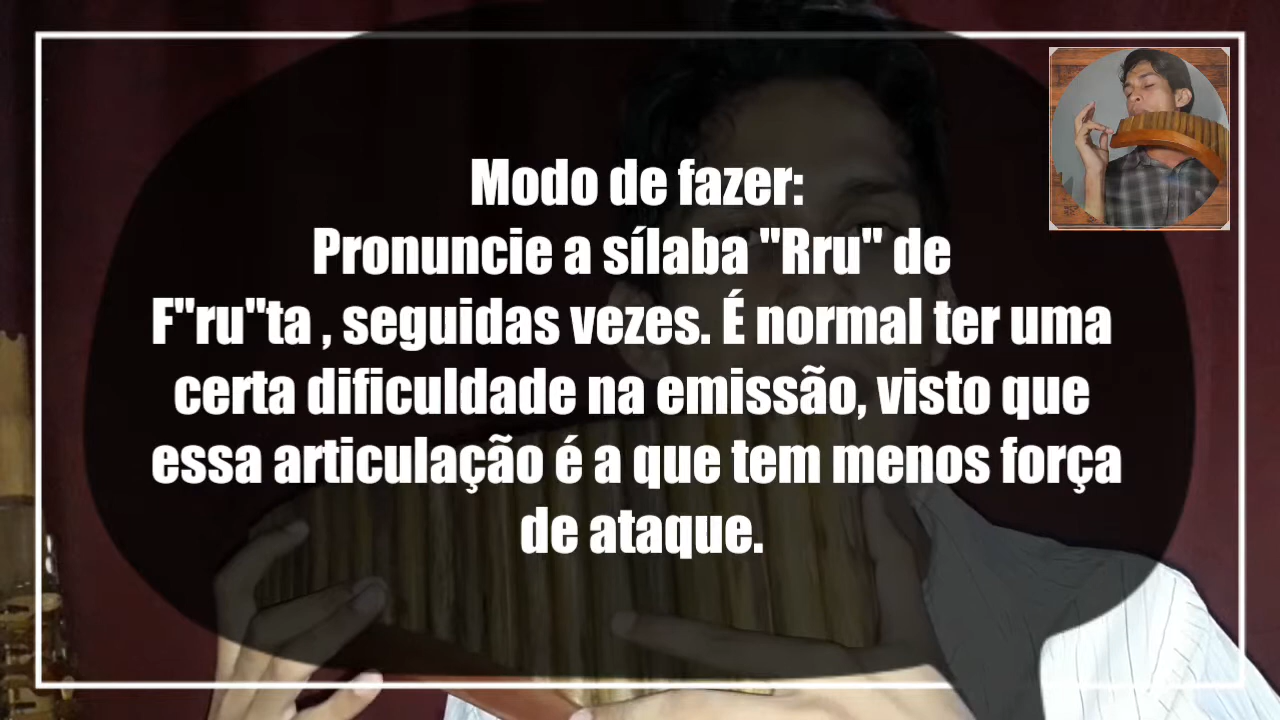 Modo de fazer:
Pronuncie a sílaba "Rru" de
F"ru"ta , seguidas vezes. É normal ter uma
certa dificuldade na emissão, visto que
essa articulação é a que tem menos força
de ataque.